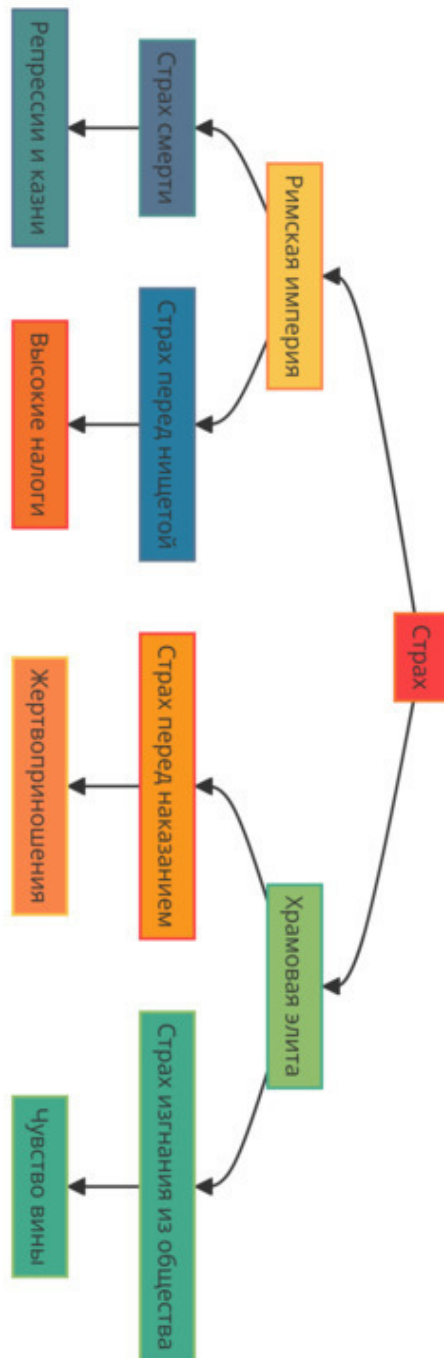 Страх
Римская империя
Храмовая элита
Страх смерти
Страх перед нищетой
Страх перед наказанием
Страх изгнания из общества
Репрессии и казни
Высокие налоги
Жертвоприношения
Чувство вины